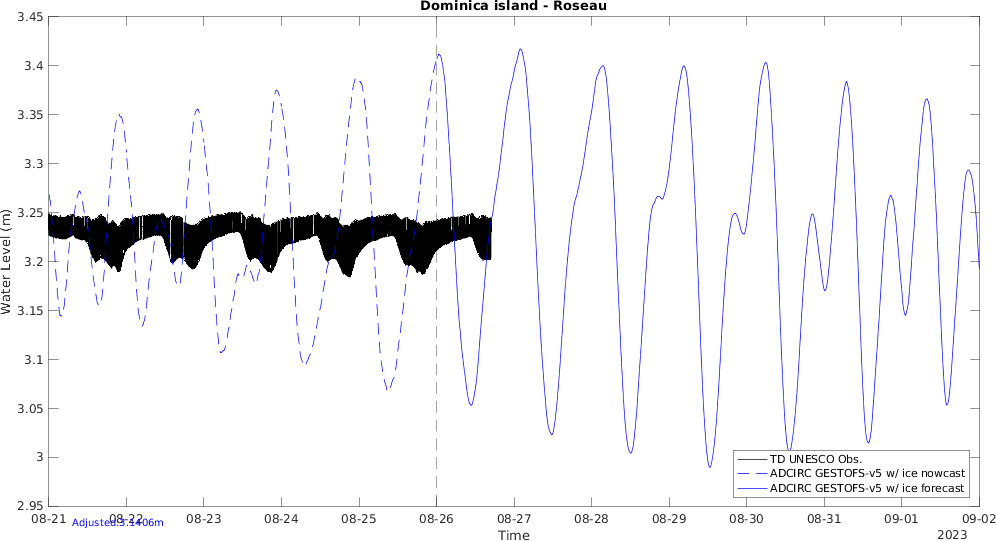 Dominica island - Roseau
3.45
3.4
3.35
3.3
3.25
3.2
3.15
3.1
3.05
3
2.95
Water Level (m)
TD UNESCO Obs.
ADCIRC GESTOFS-v5 w/ ice nowcast
ADCIRC GESTOFS-v5 w/ ice forecast
08-21 08-22 08-23 08-24 08-25 08-26 08-27 08-28 08-29 08-30 08-31 09-01 09-02
Adjusted:3.1406m
Time
2023